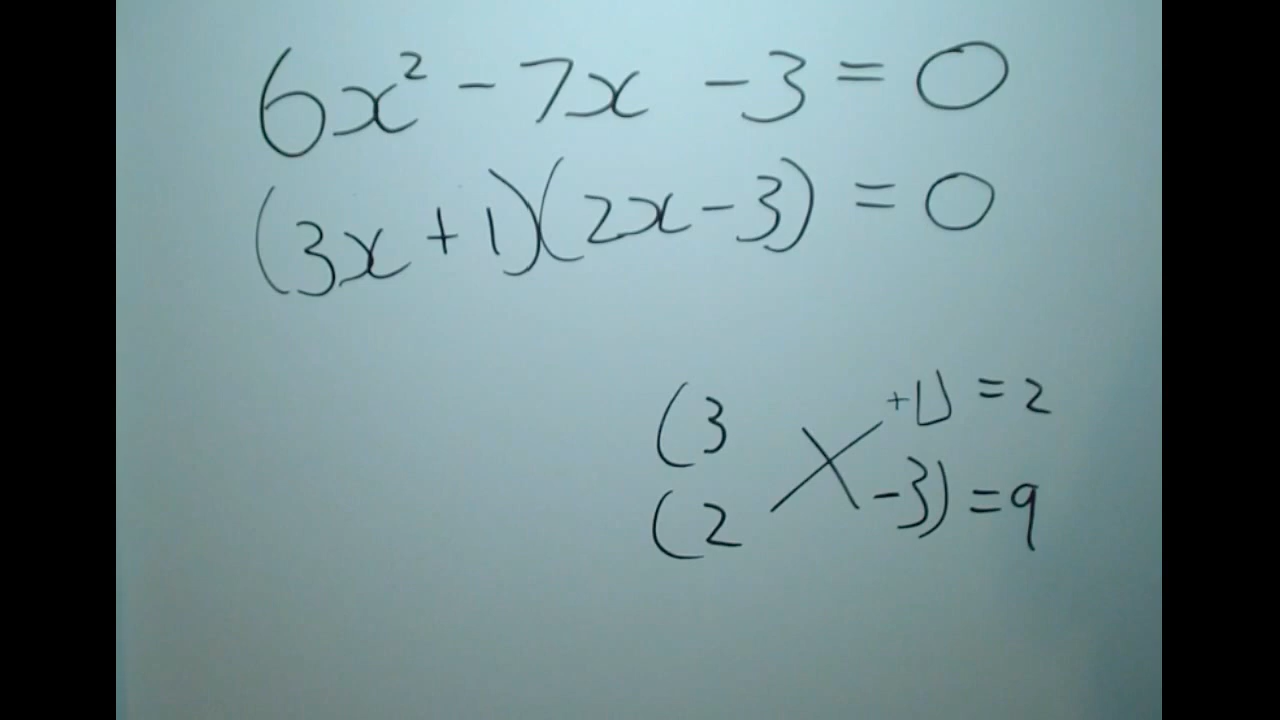 6x² - 7x - 3 = 0
(3x + 1)(2x - 3) = 0
(3 +1) = 2
(2 -3) = 9